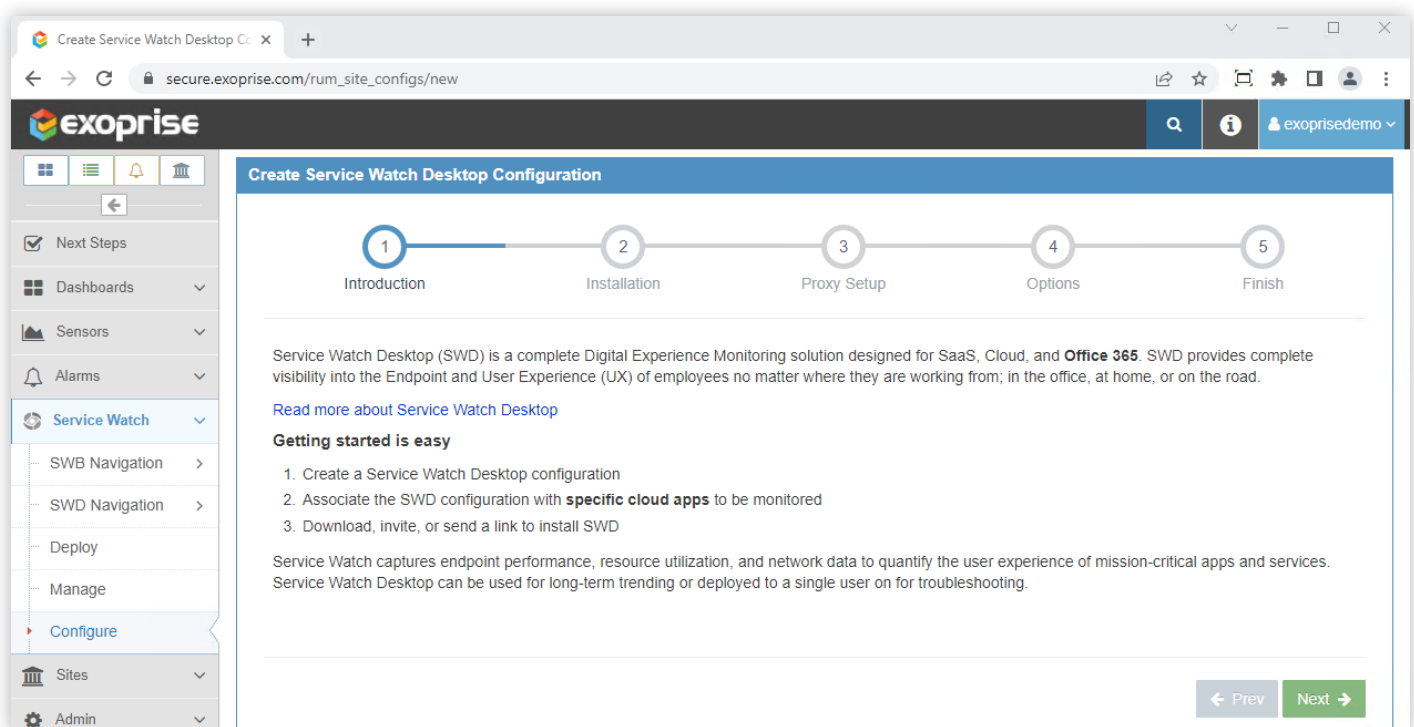 Create Service Watch Desktop Co
secure.exoprise.com/rum_site_configs/new
exoprise
exoprisedemo
Create Service Watch Desktop Configuration
1
2
3
4
5
Introduction
Installation
Proxy Setup
Options
Finish
Next Steps
Dashboards
Sensors
Alarms
Service Watch
SWB Navigation
SWD Navigation
Deploy
Manage
Configure
Sites
Admin
Service Watch Desktop (SWD) is a complete Digital Experience Monitoring solution designed for SaaS, Cloud, and Office 365. SWD provides complete
visibility into the Endpoint and User Experience (UX) of employees no matter where they are working from; in the office, at home, or on the road.
Read more about Service Watch Desktop
Getting started is easy
1. Create a Service Watch Desktop configuration
2. Associate the SWD configuration with specific cloud apps to be monitored
3. Download, invite, or send a link to install SWD
Service Watch captures endpoint performance, resource utilization, and network data to quantify the user experience of mission-critical apps and services.
Service Watch Desktop can be used for long-term trending or deployed to a single user on for troubleshooting.
Prev
Next